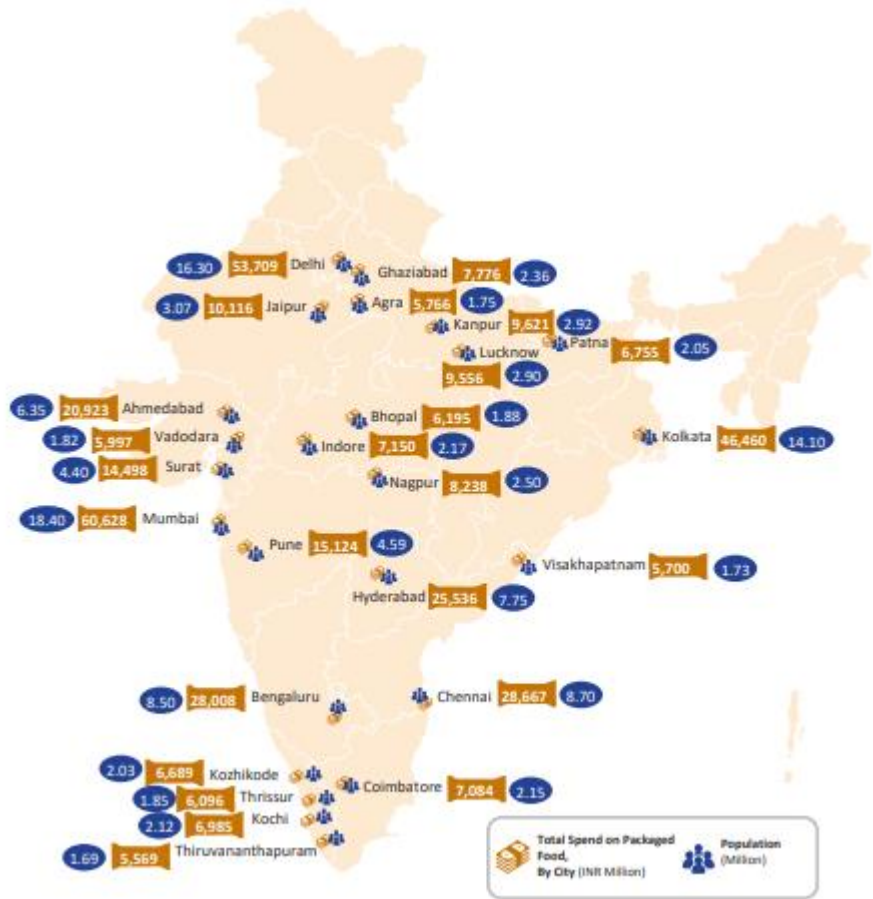 16.30 53,709 Delhi
Ghaziabad 7,776 2.36
3.07 10,116 Jaipur
Agra 5,766 1.75
Kanpur 9,621 2.92
Patna 6,755 2.05
Lucknow
9,556 2.90
6.35 20,923 Ahmedabad
Bhopal 6,195 1.88
1.82 5,997 Vadodara
Indore 7,150 2.17
Kolkata 46,460 14.10
4.40 14,498 Surat
Nagpur 8,238 2.50
18.40 60,628 Mumbai
Pune 15,124 4.59
Visakhapatnam 5,700 1.73
Hyderabad 25,536 7.75
8.50 28,008 Bengaluru
Chennai 28,667 8.70
2.03 6,689 Kozhikode
Coimbatore 7,084 2.15
1.85 6,096 Thrissur
2.12 6,985 Kochi
1.69 5,569 Thiruvananthapuram
Total Spend on Packaged
Food,
By City (INR Million)
Population
(Million)